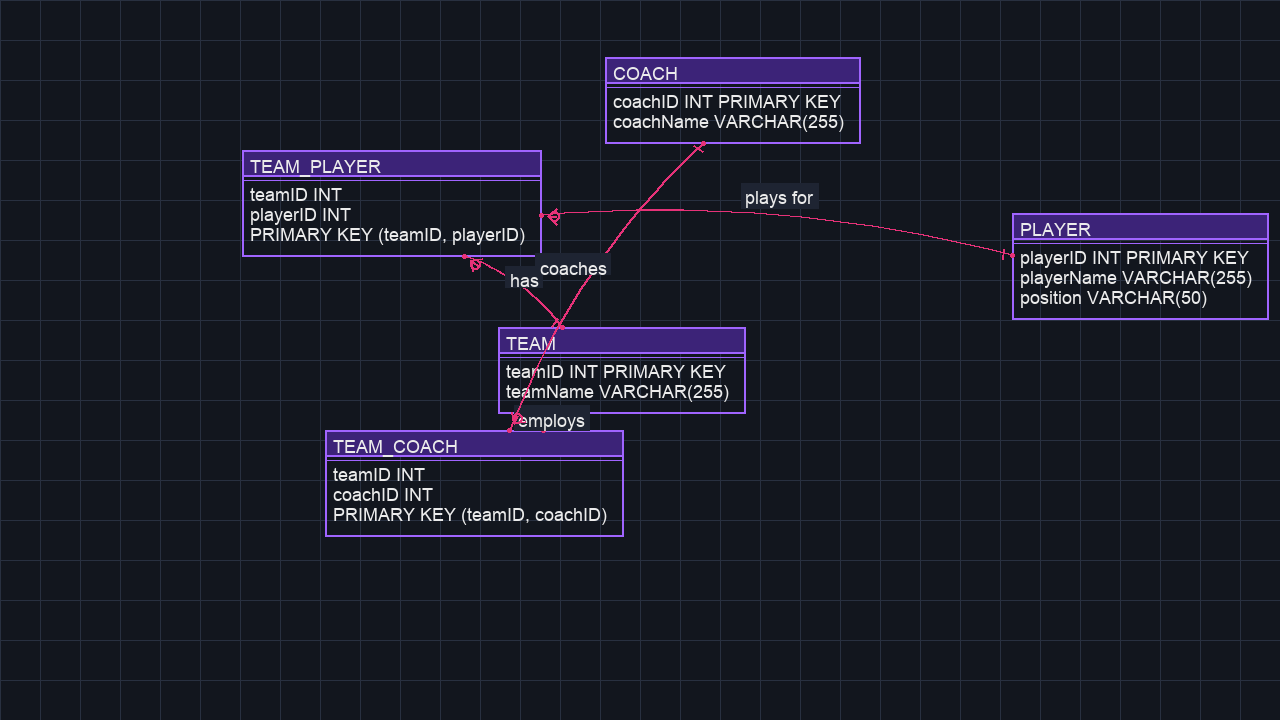 COACH
coachID INT PRIMARY KEY
coachName VARCHAR(255)
TEAM_PLAYER
teamID INT
playerID INT
PRIMARY KEY (teamID, playerID)
plays for
PLAYER
playerID INT PRIMARY KEY
playerName VARCHAR(255)
position VARCHAR(50)
coaches
has
TEAM
teamID INT PRIMARY KEY
teamName VARCHAR(255)
employs
TEAM_COACH
teamID INT
coachID INT
PRIMARY KEY (teamID, coachID)